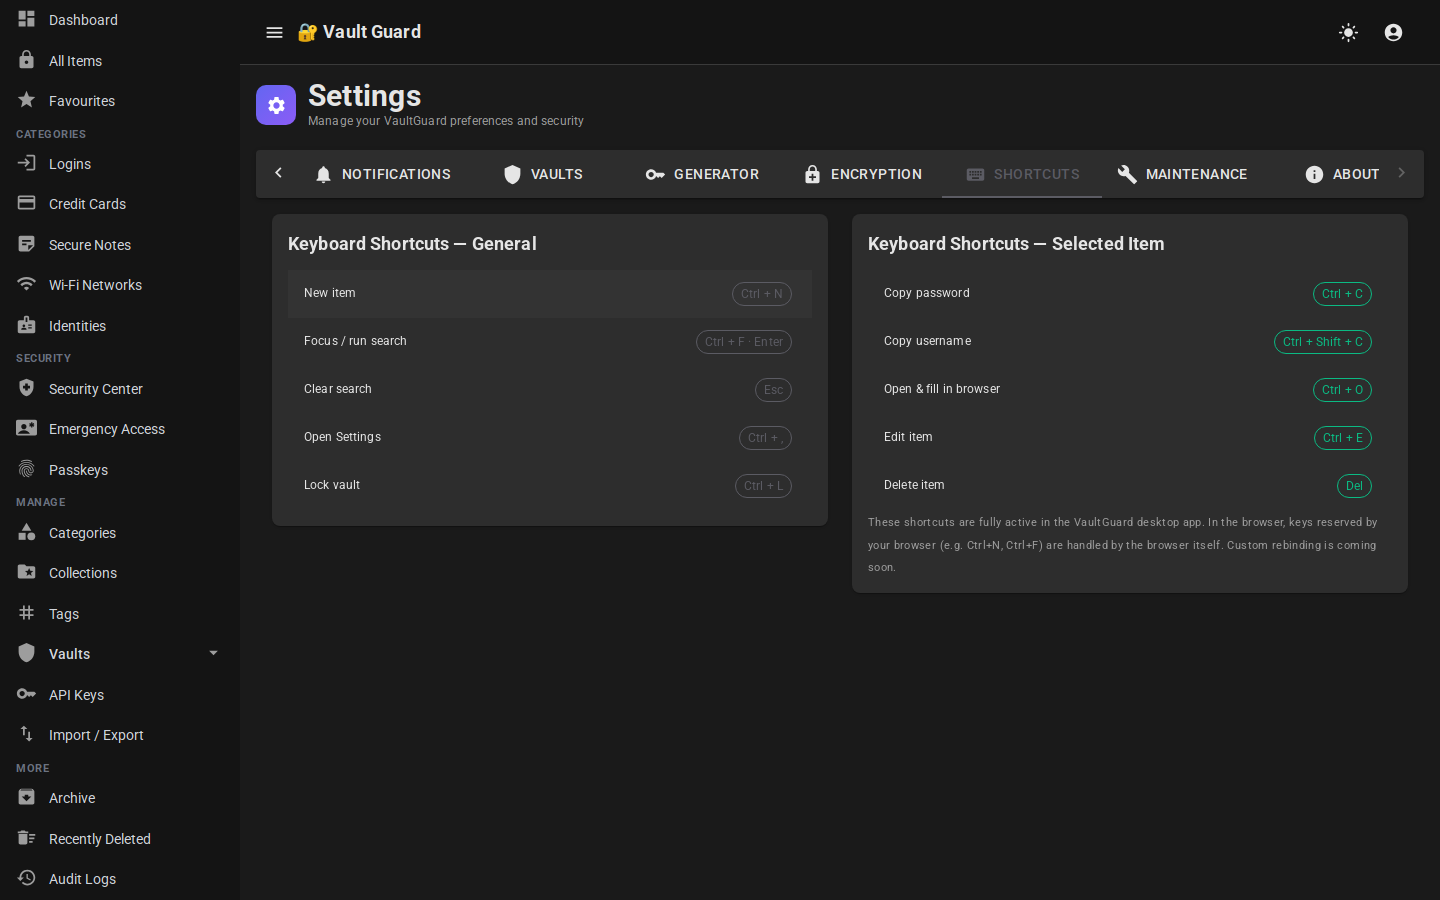 Dashboard
All Items
Favourites
CATEGORIES
Logins
Credit Cards
Secure Notes
Wi-Fi Networks
Identities
SECURITY
Security Center
Emergency Access
Passkeys
MANAGE
Categories
Collections
Tags
Vaults
API Keys
Import / Export
MORE
Archive
Recently Deleted
Audit Logs
Vault Guard
Settings
Manage your VaultGuard preferences and security
NOTIFICATIONS
VAULTS
GENERATOR
ENCRYPTION
SHORTCUTS
MAINTENANCE
ABOUT
Keyboard Shortcuts — General
New item Ctrl + N
Focus / run search Ctrl + F · Enter
Clear search Esc
Open Settings Ctrl + ,
Lock vault Ctrl + L
Keyboard Shortcuts — Selected Item
Copy password Ctrl + C
Copy username Ctrl + Shift + C
Open & fill in browser Ctrl + O
Edit item Ctrl + E
Delete item Del
These shortcuts are fully active in the VaultGuard desktop app. In the browser, keys reserved by
your browser (e.g. Ctrl+N, Ctrl+F) are handled by the browser itself. Custom rebinding is coming
soon.